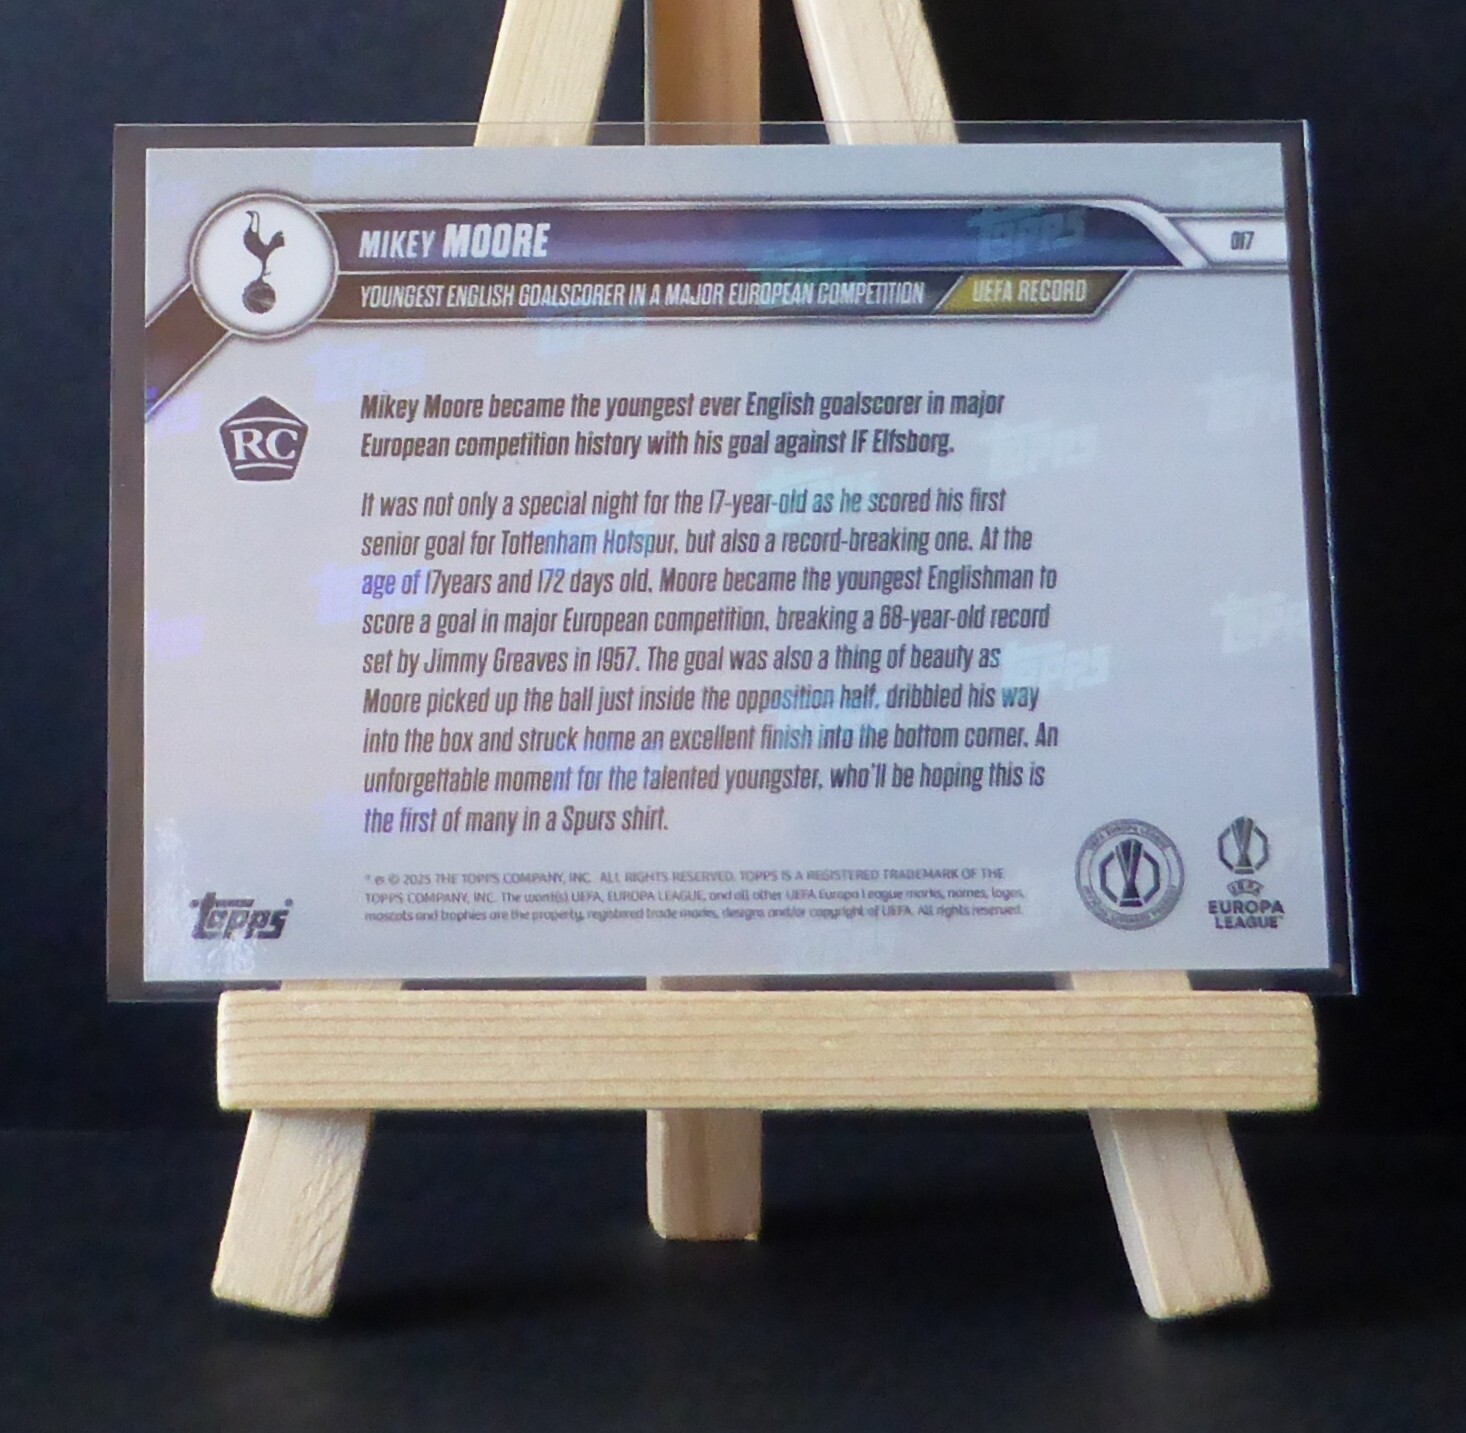 MIKEY MOORE
017
YOUNGEST ENGLISH GOALSCORER IN A MAJOR EUROPEAN COMPETITION
UEFA RECORD
RC
Mikey Moore became the youngest ever English goalscorer in major
European competition history with his goal against IF Elfsborg.
It was not only a special night for the 17-year-old as he scored his first
senior goal for Tottenham Hotspur, but also a record-breaking one. At the
age of 17years and 172 days old, Moore became the youngest Englishman to
score a goal in major European competition, breaking a 68-year-old record
set by Jimmy Greaves in 1957. The goal was also a thing of beauty as
Moore picked up the ball just inside the opposition half, dribbled his way
into the box and struck home an excellent finish into the bottom corner. An
unforgettable moment for the talented youngster, who'll be hoping this is
the first of many in a Spurs shirt.
© 2025 THE TOPPS COMPANY, INC. ALL RIGHTS RESERVED. TOPPS IS A REGISTERED TRADEMARK OF THE
TOPPS COMPANY, INC. The word(s) UEFA, EUROPA LEAGUE, and all other UEFA Europa League marks, names, logos,
mascots and trophies are the property, registered trade marks, designs and/or copyright of UEFA. All rights reserved.
topps
UEFA
EUROPA
LEAGUE